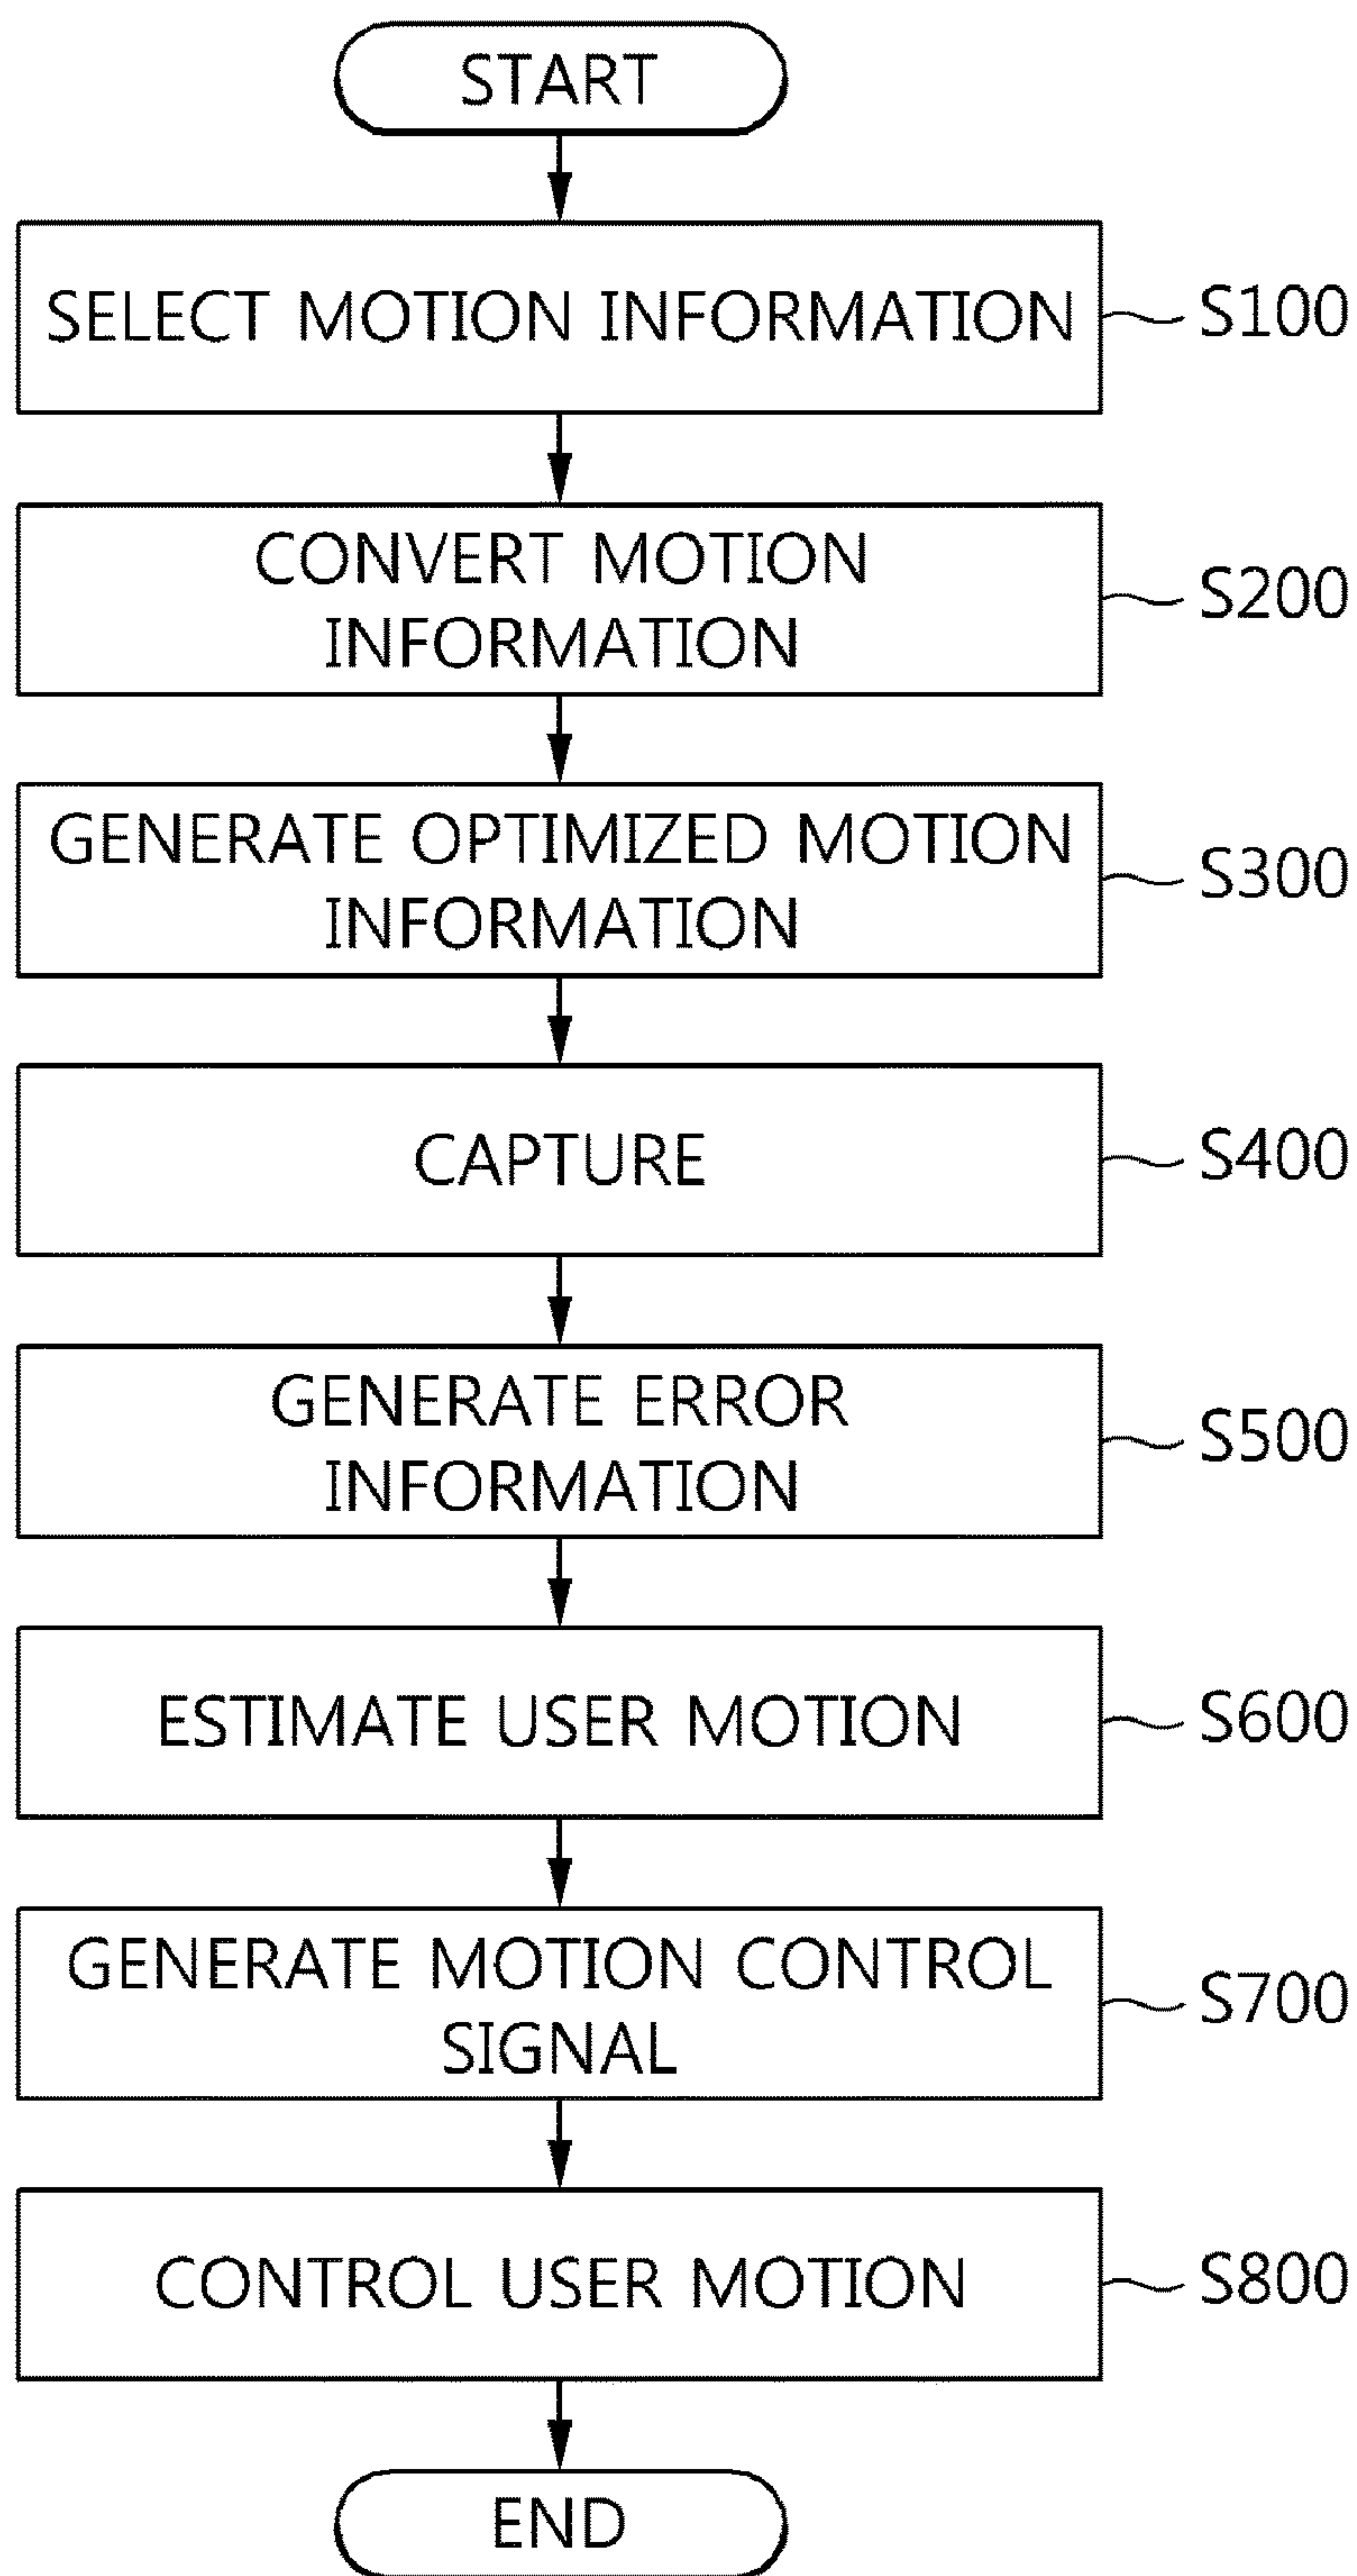 START
SELECT MOTION INFORMATION
S100
CONVERT MOTION
INFORMATION
S200
GENERATE OPTIMIZED MOTION
INFORMATION
S300
CAPTURE
S400
GENERATE ERROR
INFORMATION
S500
ESTIMATE USER MOTION
S600
GENERATE MOTION CONTROL
SIGNAL
S700
CONTROL USER MOTION
S800
END